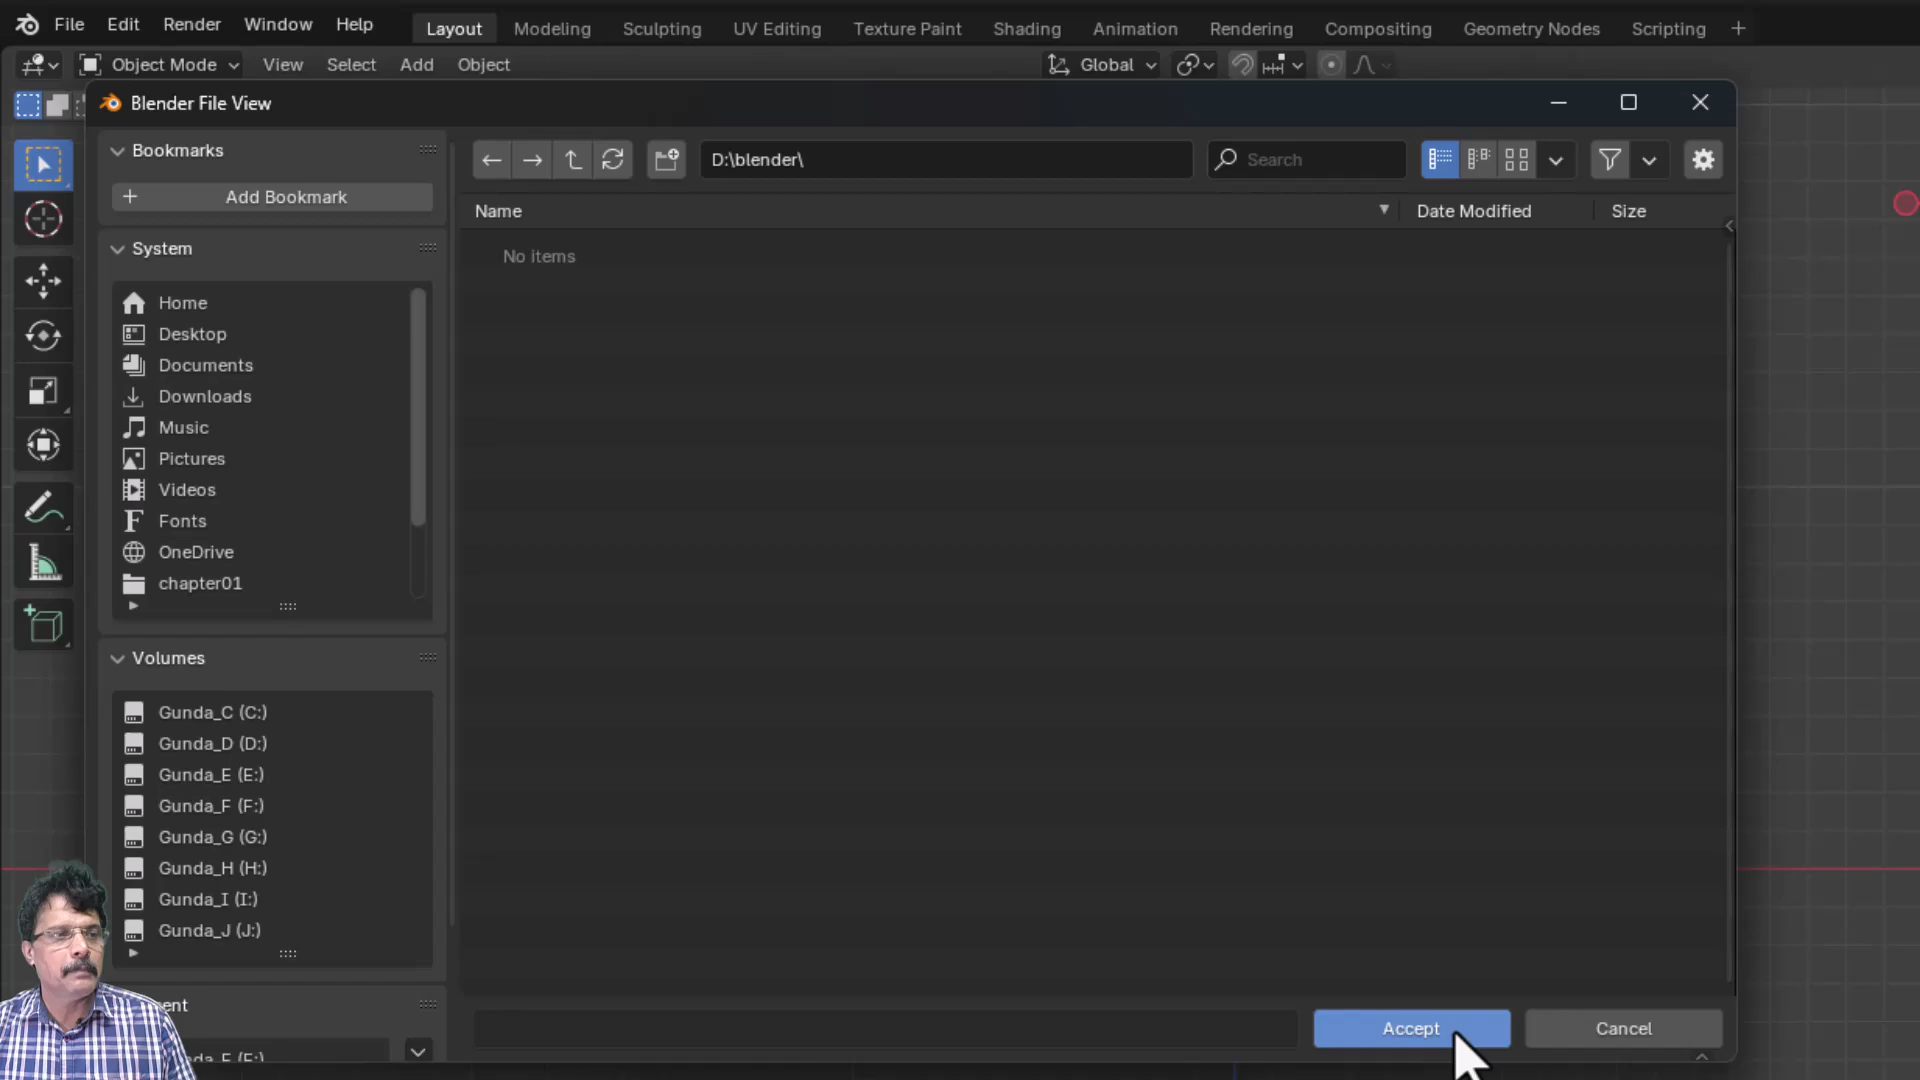 File Edit Render Window Help Layout Modeling Sculpting UV Editing Texture Paint Shading Animation Rendering Compositing Geometry Nodes Scripting +
Object Mode View Select Add Object Global
Blender File View
Bookmarks
+ Add Bookmark
System
Home
Desktop
Documents
Downloads
Music
Pictures
Videos
Fonts
OneDrive
chapter01
Volumes
Gunda_C (C:)
Gunda_D (D:)
Gunda_E (E:)
Gunda_F (F:)
Gunda_G (G:)
Gunda_H (H:)
Gunda_I (I:)
Gunda_J (J:)
D:\blender\ Search
Name Date Modified Size
No items
Accept Cancel